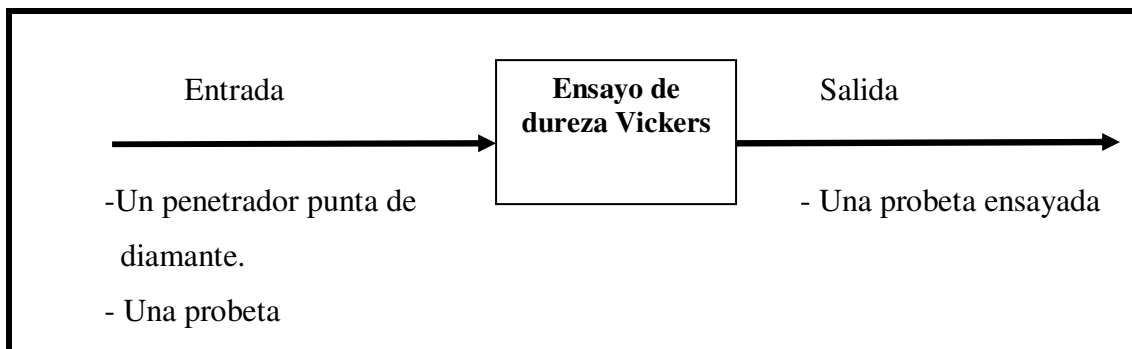 Entrada
Ensayo de
dureza Vickers
Salida
-Un penetrador punta de
diamante.
- Una probeta
- Una probeta ensayada